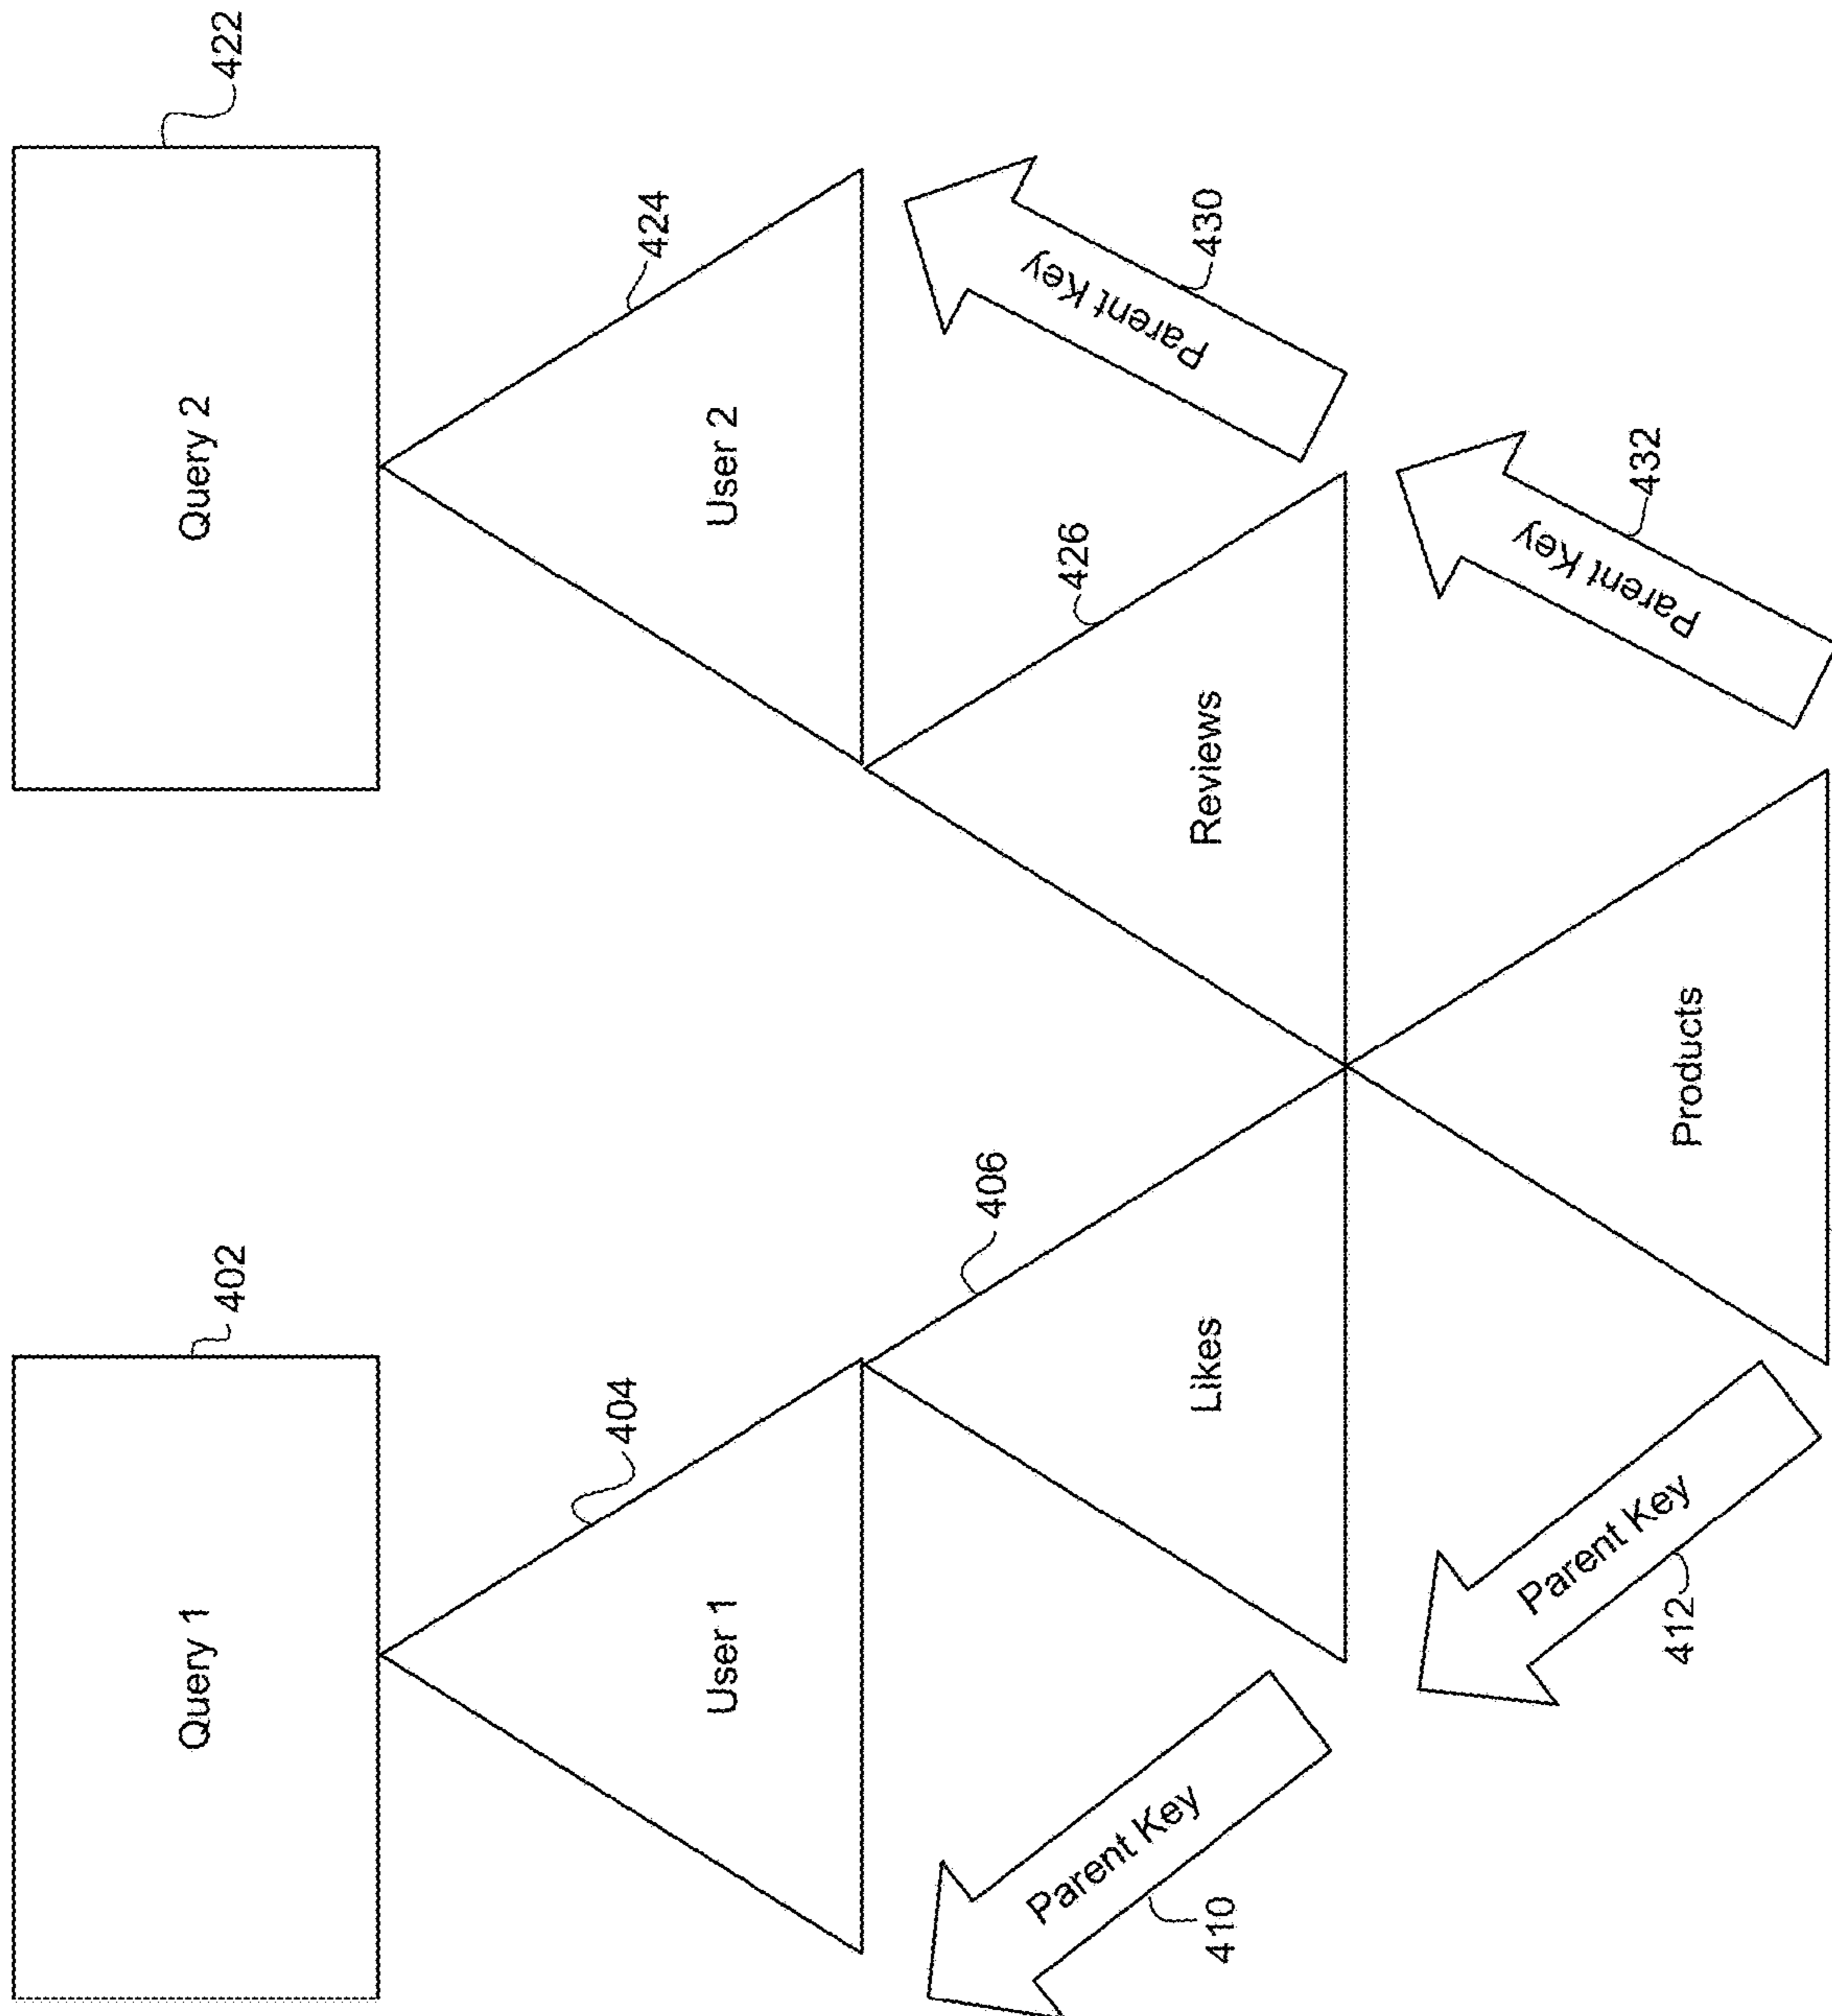 Query 1
402
Query 2
422
User 1
404
User 2
424
Likes
406
Reviews
426
Parent Key
410
Parent Key
430
Products
Parent Key
412
Parent Key
432